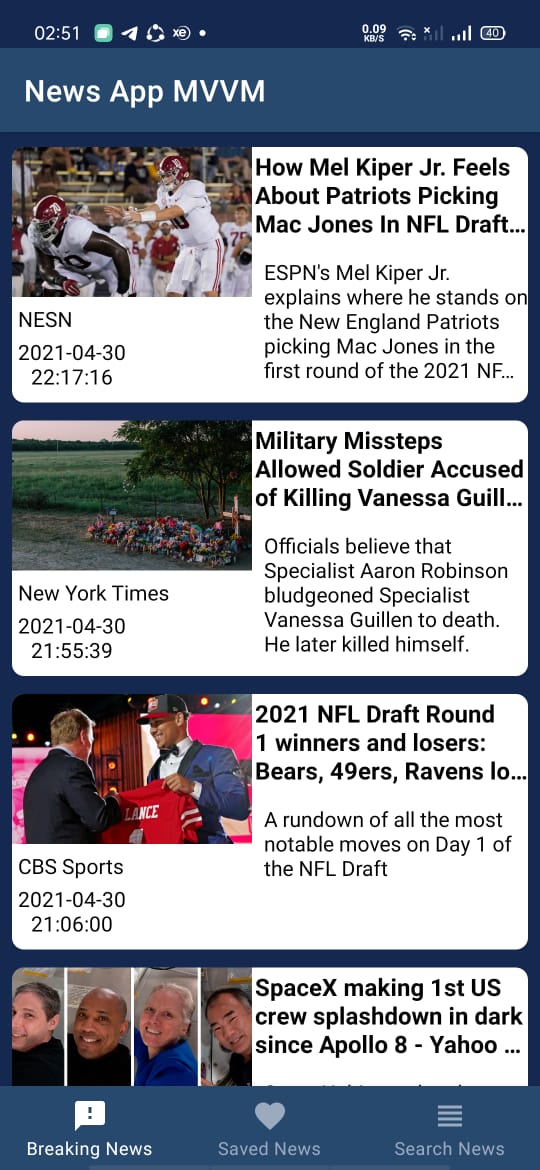 02:51
xe
0.09
KB/S
x
40
News App MVVM
How Mel Kiper Jr. Feels
About Patriots Picking
Mac Jones In NFL Draft...
ESPN's Mel Kiper Jr.
explains where he stands on
the New England Patriots
picking Mac Jones in the
first round of the 2021 NF...
NESN
2021-04-30
22:17:16
Military Missteps
Allowed Soldier Accused
of Killing Vanessa Guill...
Officials believe that
Specialist Aaron Robinson
bludgeoned Specialist
Vanessa Guillen to death.
He later killed himself.
New York Times
2021-04-30
21:55:39
2021 NFL Draft Round
1 winners and losers:
Bears, 49ers, Ravens lo...
A rundown of all the most
notable moves on Day 1 of
the NFL Draft
LANCE
CBS Sports
2021-04-30
21:06:00
SpaceX making 1st US
crew splashdown in dark
since Apollo 8 - Yahoo ...
Breaking News
Saved News
Search News